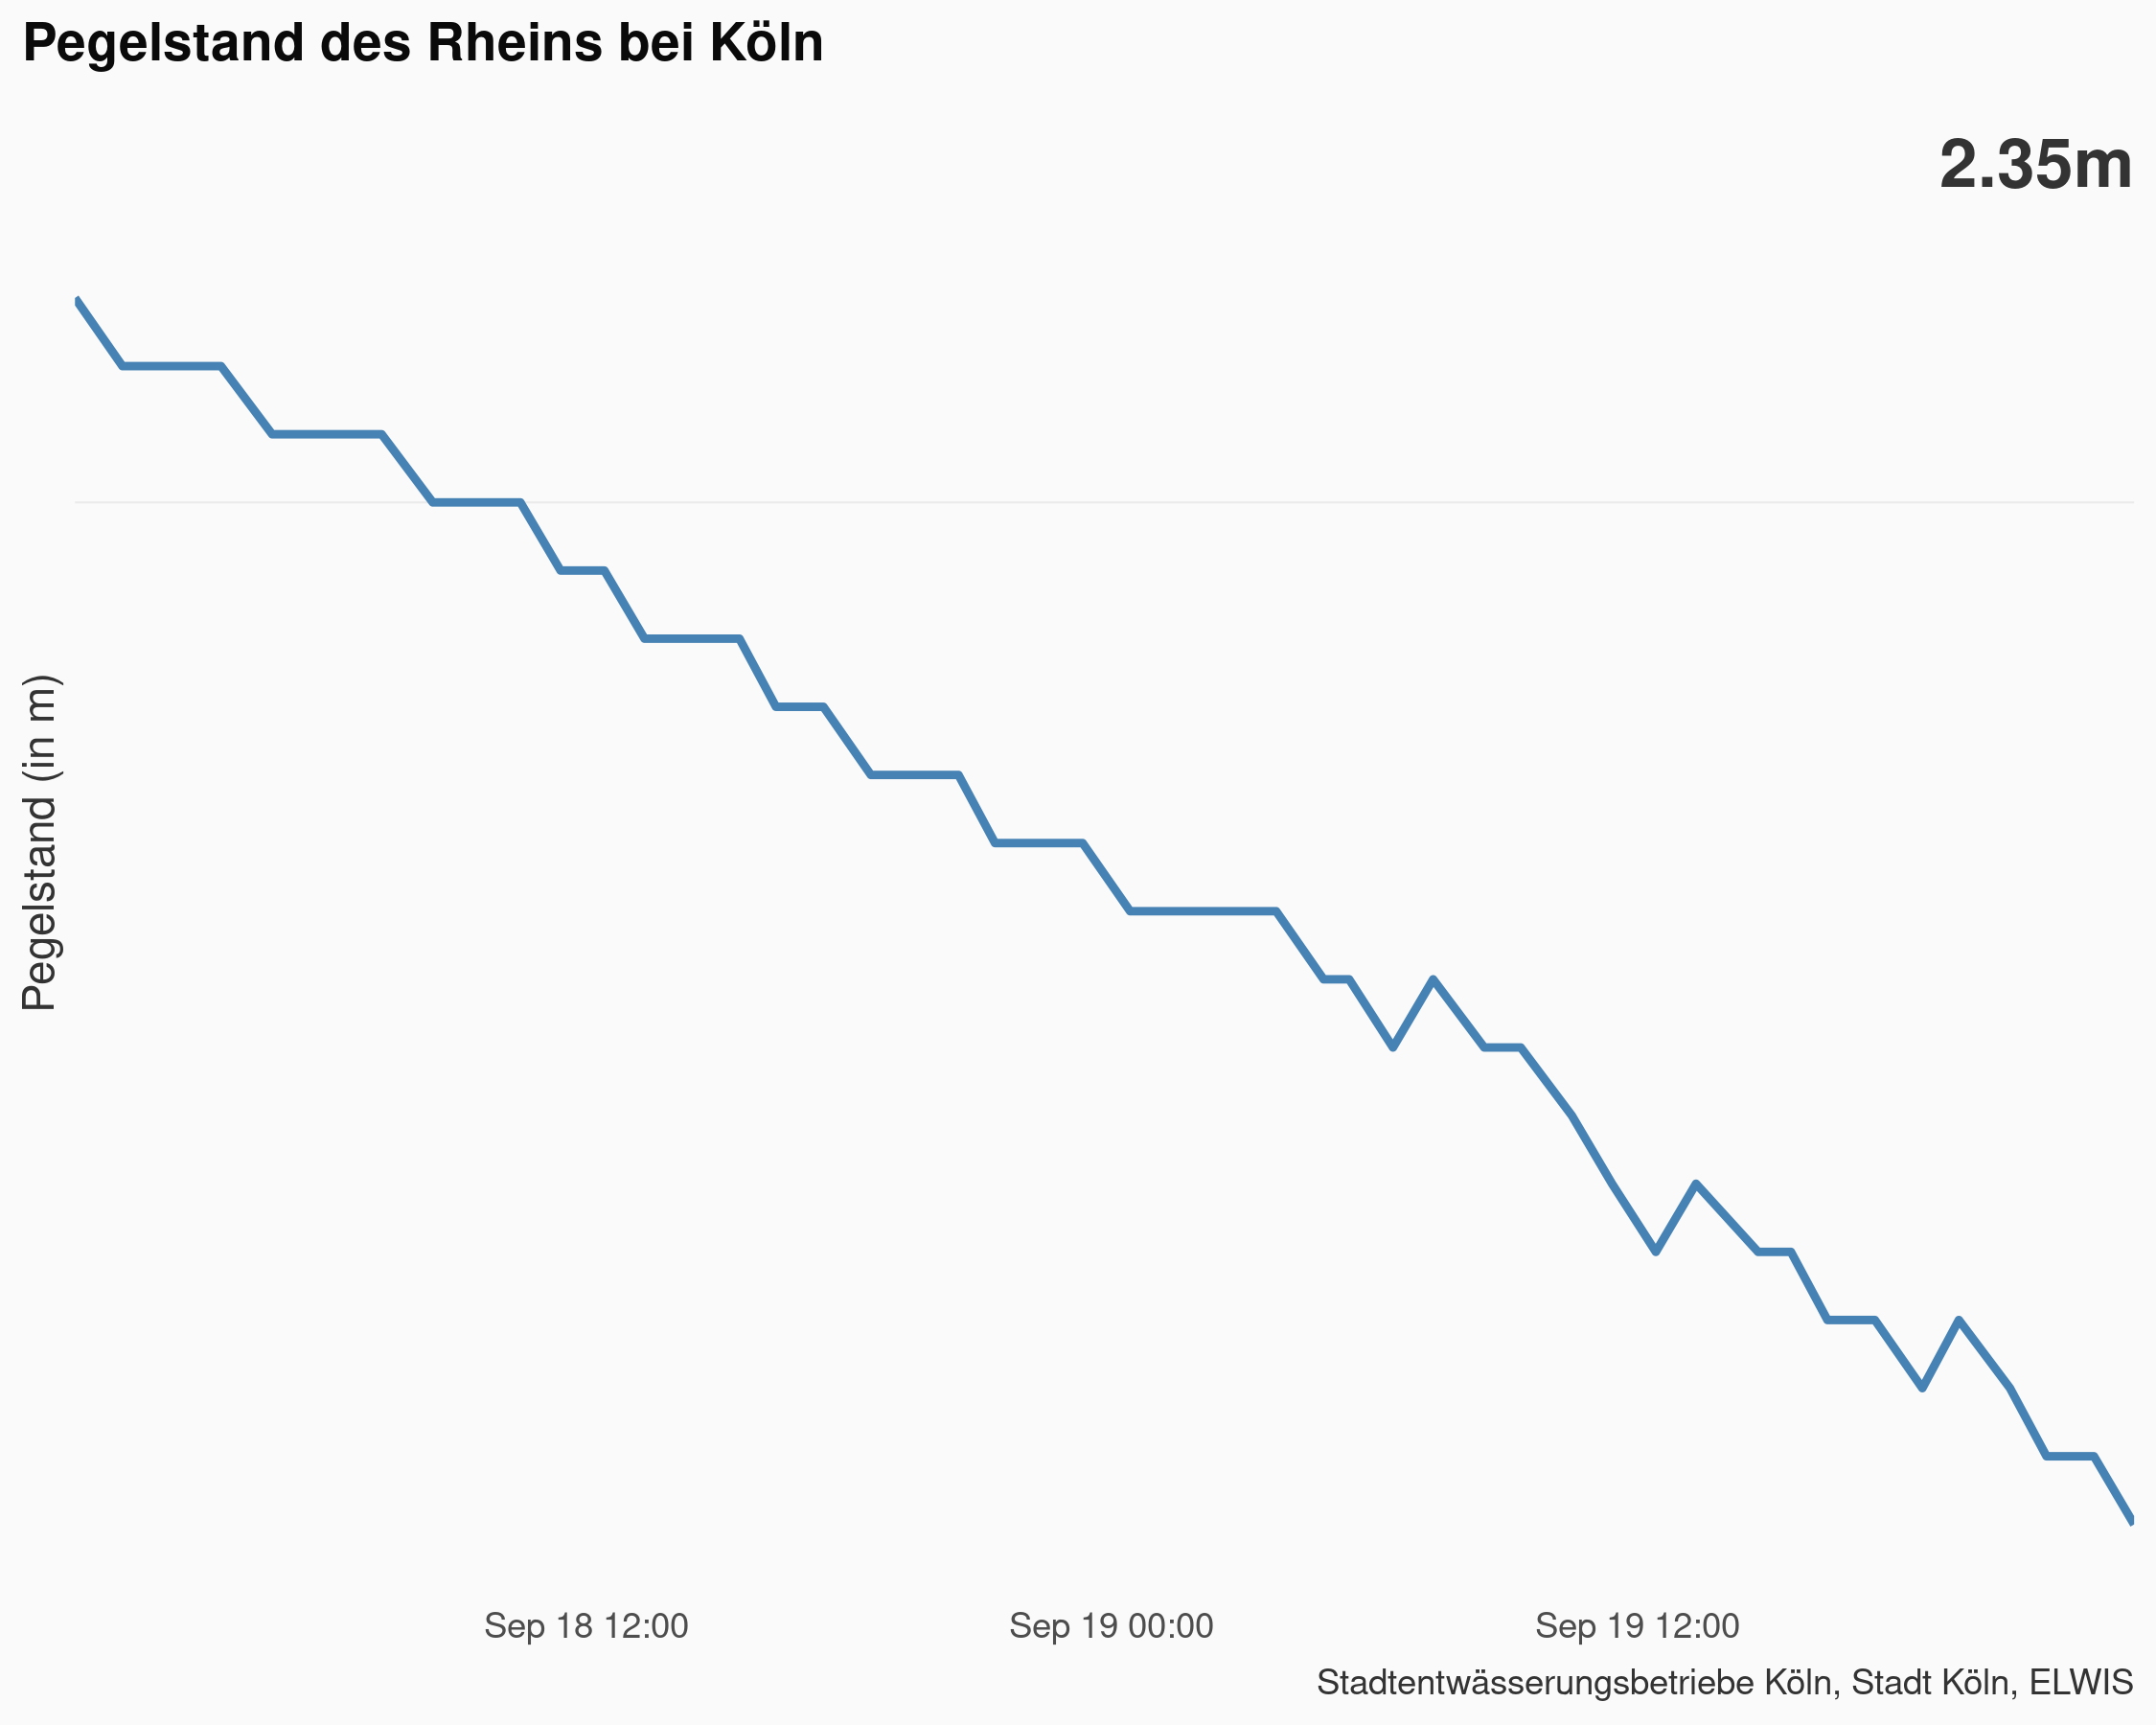 Pegelstand des Rheins bei Köln
2.35m
Pegelstand (in m)
Sep 18 12:00
Sep 19 00:00
Sep 19 12:00
Stadtentwässerungsbetriebe Köln, Stadt Köln, ELWIS